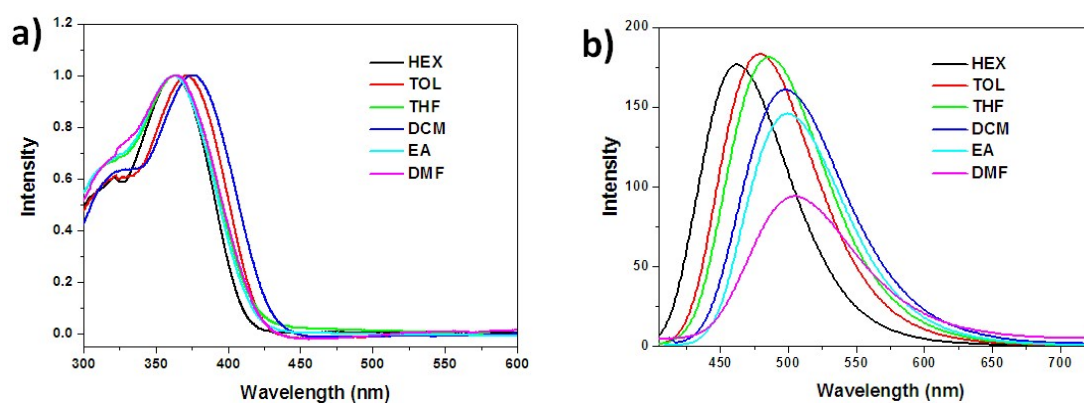 a)
Intensity
1.2
1.0
0.8
0.6
0.4
0.2
0.0
300
350
400
450
500
550
600
Wavelength (nm)
HEX
TOL
THF
DCM
EA
DMF
b)
Intensity
200
150
100
50
0
450
500
550
600
650
700
Wavelength (nm)
HEX
TOL
THF
DCM
EA
DMF